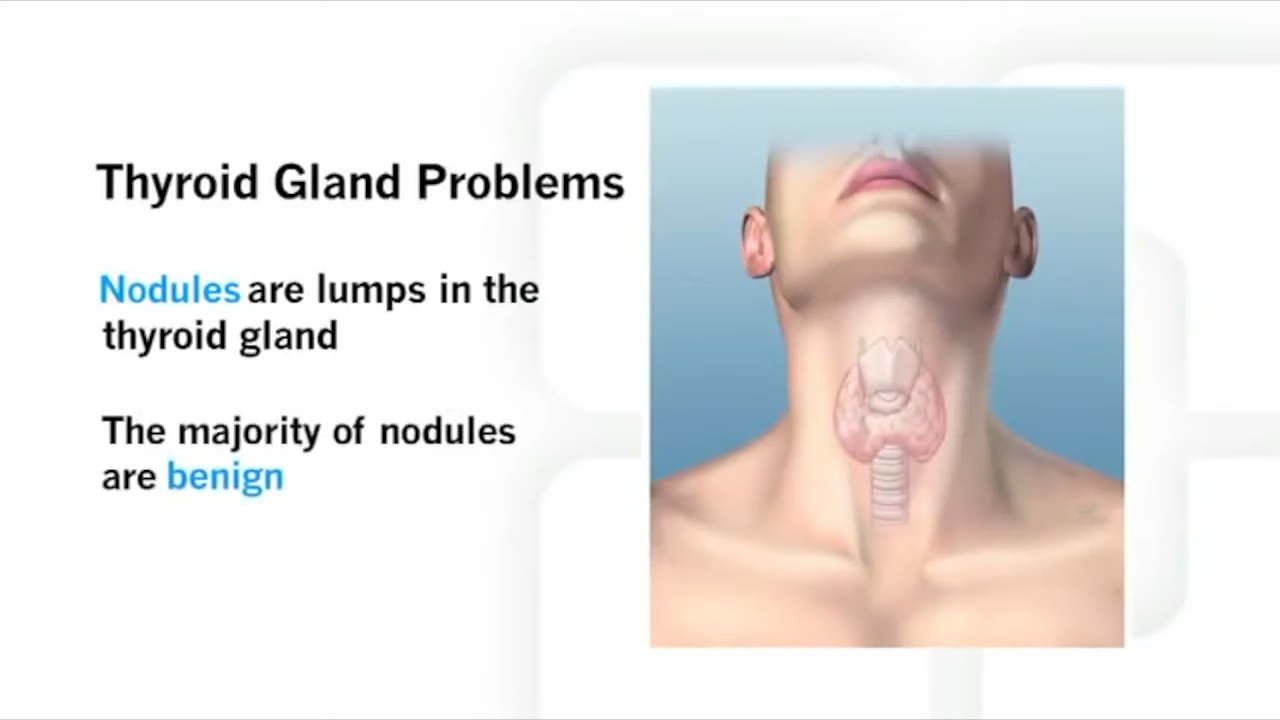 Thyroid Gland Problems
Nodules are lumps in the
thyroid gland
The majority of nodules
are benign